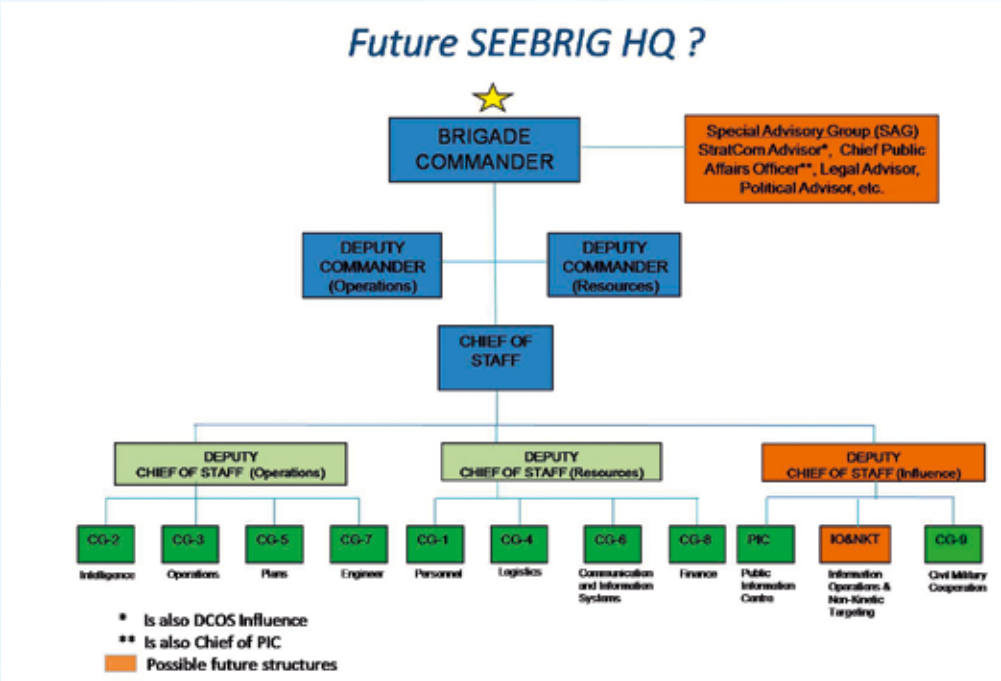 Future SEEBRIG HQ ?
BRIGADE
COMMANDER
Special Advisory Group (SAG)
StratCom Advisor*, Chief Public
Affairs Officer**, Legal Advisor,
Political Advisor, etc.
DEPUTY
COMMANDER
(Operations)
DEPUTY
COMMANDER
(Resources)
CHIEF OF
STAFF
DEPUTY
CHIEF OF STAFF (Operations)
DEPUTY
CHIEF OF STAFF (Resources)
DEPUTY
CHIEF OF STAFF (Influence)
CG-2
Intelligence
CG-3
Operations
CG-5
Plans
CG-7
Engineer
CG-1
Personnel
CG-4
Logistics
CG-6
Communication
and Information
Systems
CG-8
Finance
PIC
Public
Information
Centre
IO&NKT
Information
Operations &
Non-Kinetic
Targeting
CG-9
Civil Military
Cooperation
* Is also DCOS Influence
** Is also Chief of PIC
Possible future structures